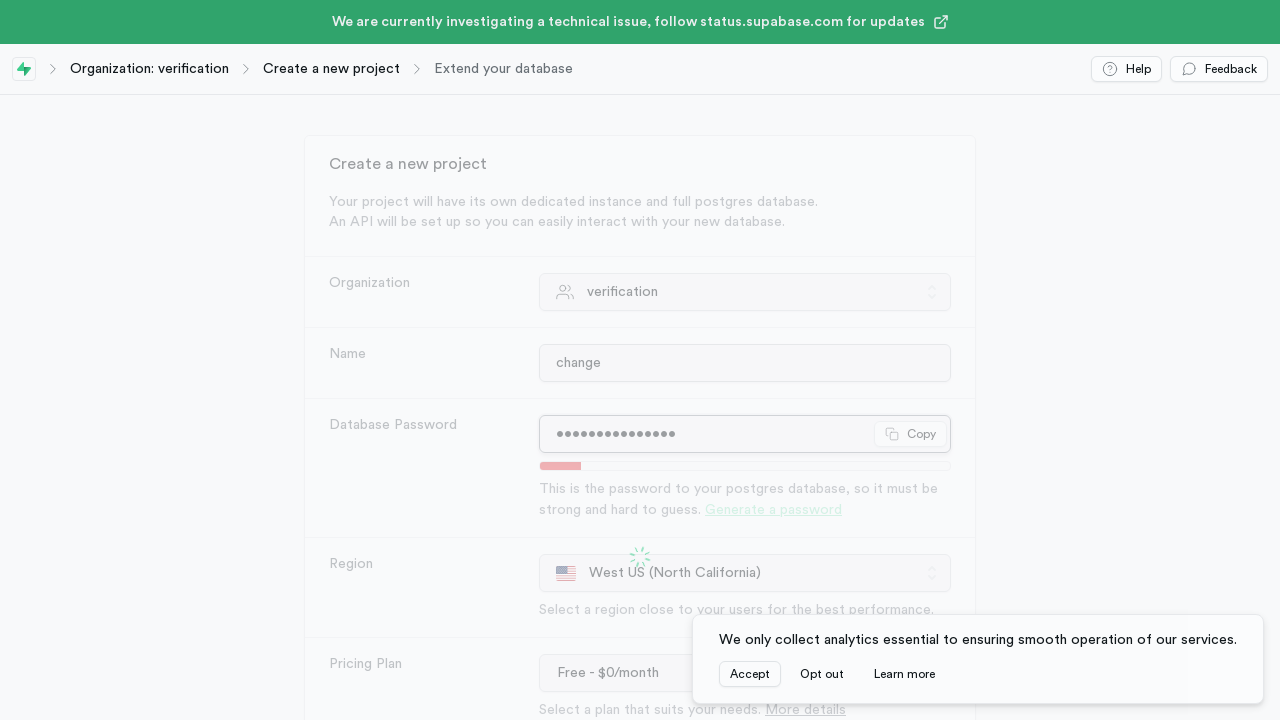 We are currently investigating a technical issue, follow status.supabase.com for updates
Organization: verification
Create a new project
Extend your database
Help
Feedback
Create a new project
Your project will have its own dedicated instance and full postgres database.
An API will be set up so you can easily interact with your new database.
Organization
verification
Name
change
Database Password
•••••••••••••••
Copy
This is the password to your postgres database, so it must be
strong and hard to guess. Generate a password
Region
West US (North California)
Select a region close to your users for the best performance.
Pricing Plan
Free - $0/month
Select a plan that suits your needs. More details
We only collect analytics essential to ensuring smooth operation of our services.
Accept
Opt out
Learn more